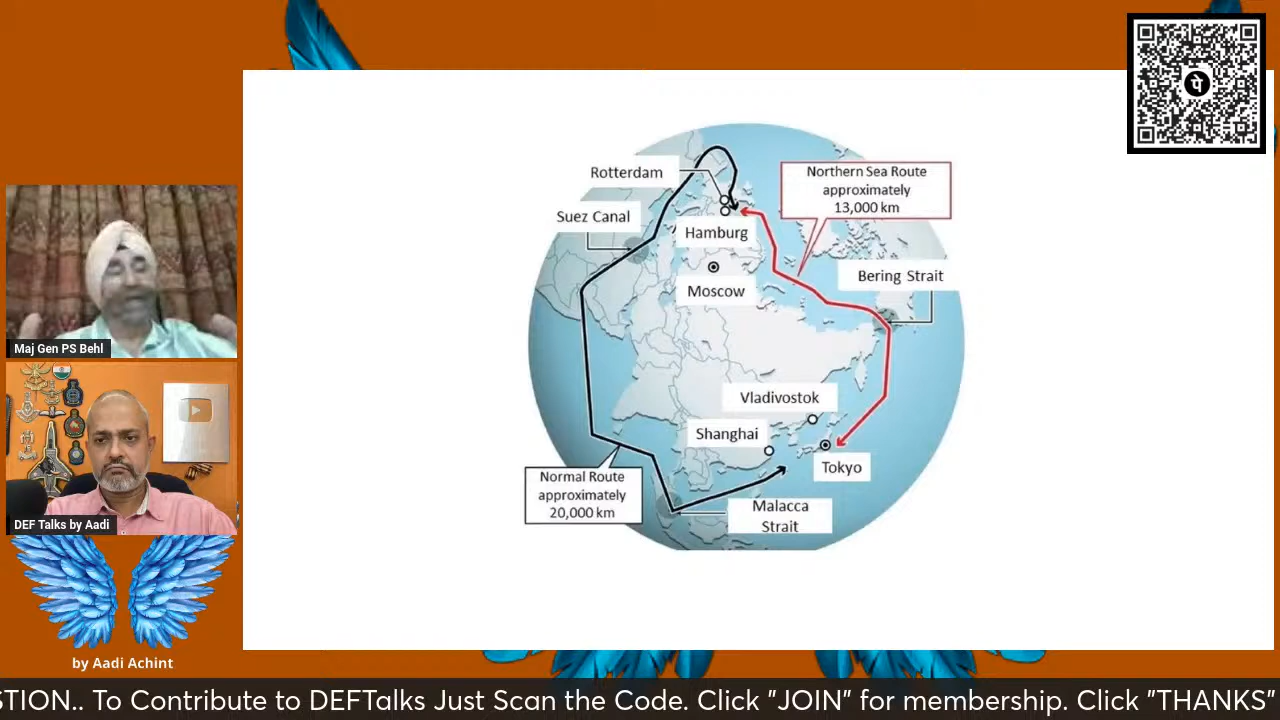 पे
Rotterdam
Suez Canal
Hamburg
Moscow
Northern Sea Route
approximately
13,000 km
Bering Strait
Vladivostok
Shanghai
Tokyo
Normal Route
approximately
20,000 km
Malacca
Strait
Maj Gen PS Behl
DEF Talks by Aadi
by Aadi Achint
STION.. To Contribute to DEFTalks Just Scan the Code. Click "JOIN" for membership. Click "THANKS"